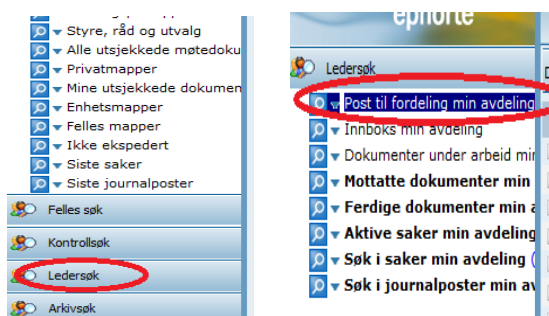 Styre, råd og utvalg
Alle utsjekkede møtedoku
Privatmapper
Mine utsjekkede dokumen
Enhetsmapper
Felles mapper
Ikke ekspedert
Siste saker
Siste journalposter
Felles søk
Kontrollsøk
Ledersøk
Arkivsøk
ephorte
Ledersøk
Post til fordeling min avdeling
Innboks min avdeling
Dokumenter under arbeid min
Mottatte dokumenter min
Ferdige dokumenter min a
Aktive saker min avdeling
Søk i saker min avdeling (
Søk i journalposter min av